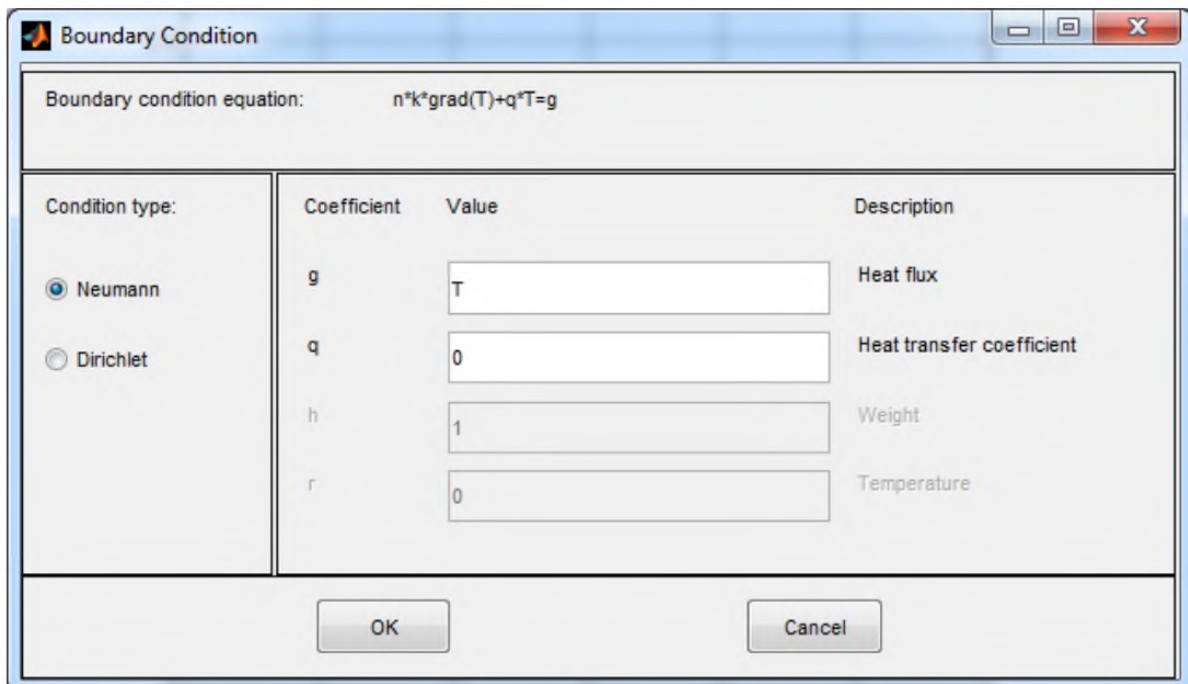 Boundary Condition
Boundary condition equation: n*k*grad(T)+q*T=g
Condition type:
Neumann
Dirichlet
Coefficient Value Description
g T Heat flux
q 0 Heat transfer coefficient
h 1 Weight
r 0 Temperature
OK Cancel